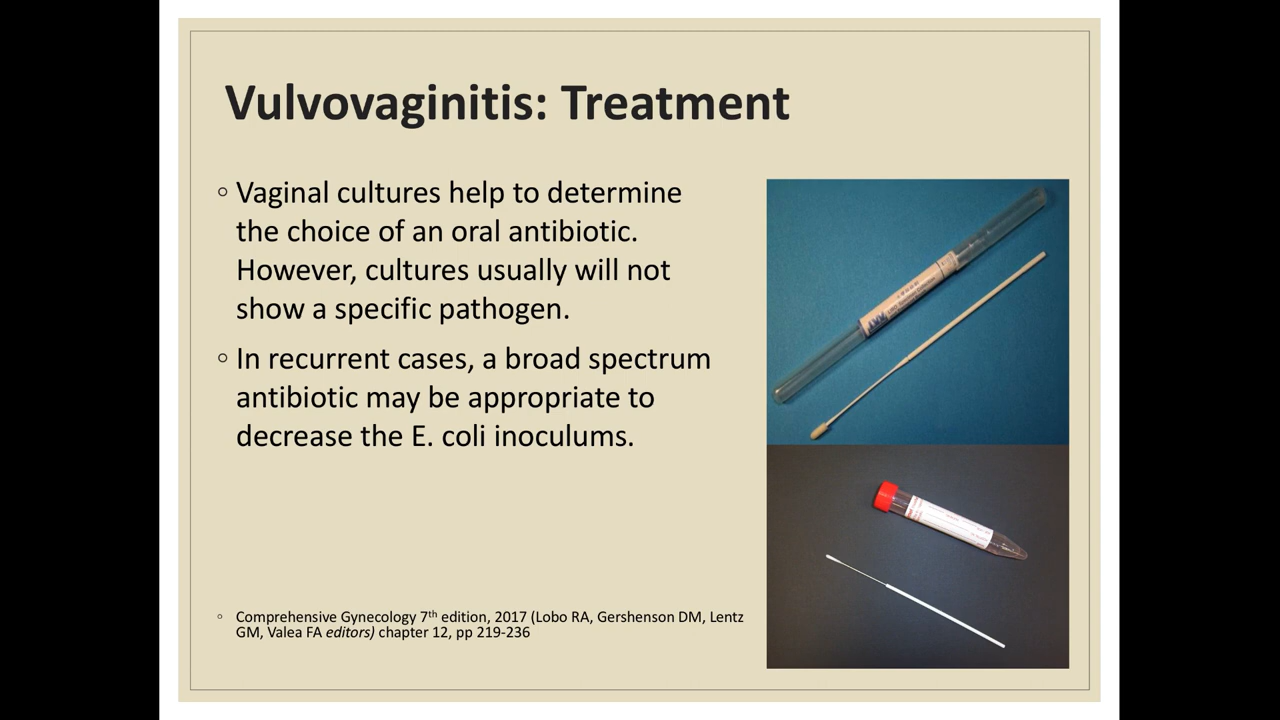 Vulvovaginitis: Treatment
◦ Vaginal cultures help to determine
the choice of an oral antibiotic.
However, cultures usually will not
show a specific pathogen.
◦ In recurrent cases, a broad spectrum
antibiotic may be appropriate to
decrease the E. coli inoculums.
◦ Comprehensive Gynecology 7th edition, 2017 (Lobo RA, Gershenson DM, Lentz
GM, Valea FA editors) chapter 12, pp 219-236